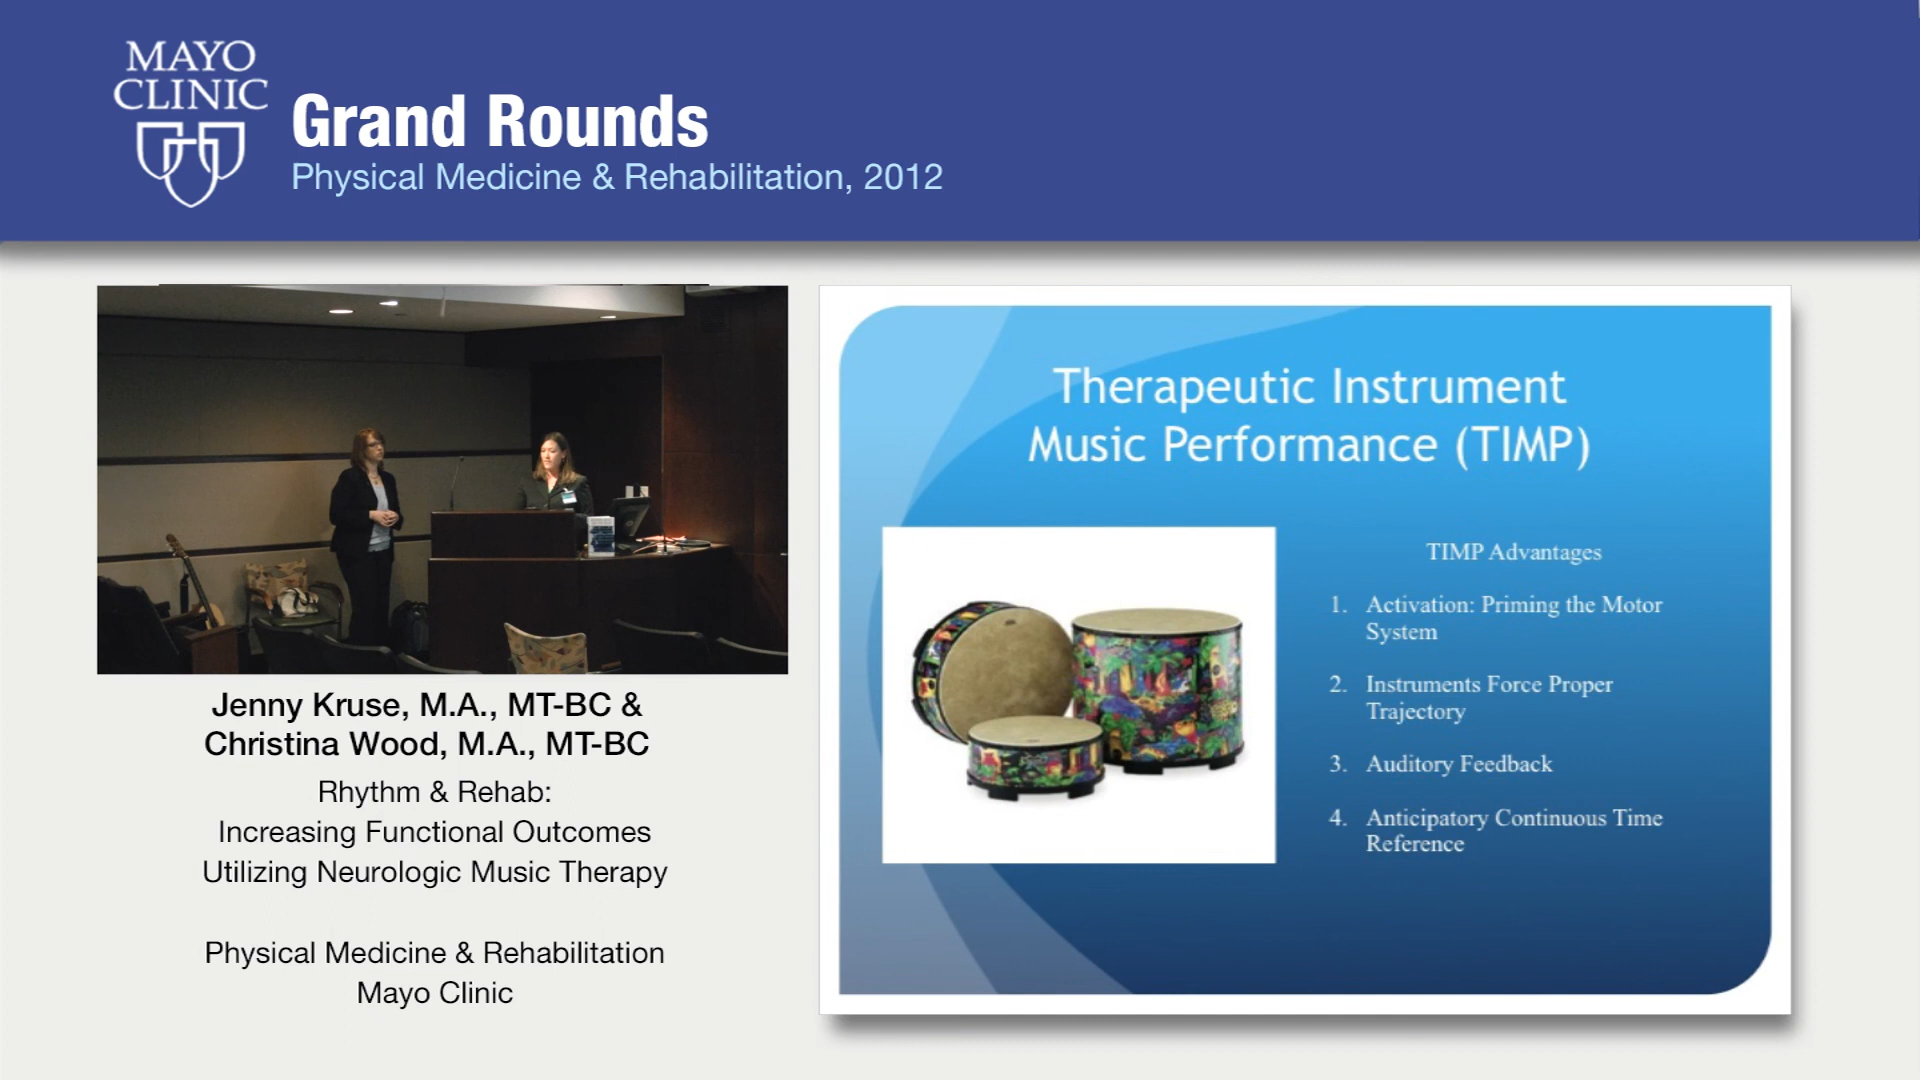 MAYO
CLINIC
Grand Rounds
Physical Medicine & Rehabilitation, 2012
Jenny Kruse, M.A., MT-BC &
Christina Wood, M.A., MT-BC
Rhythm & Rehab:
Increasing Functional Outcomes
Utilizing Neurologic Music Therapy
Physical Medicine & Rehabilitation
Mayo Clinic
Therapeutic Instrument
Music Performance (TIMP)
TIMP Advantages
1. Activation: Priming the Motor
System
2. Instruments Force Proper
Trajectory
3. Auditory Feedback
4. Anticipatory Continuous Time
Reference